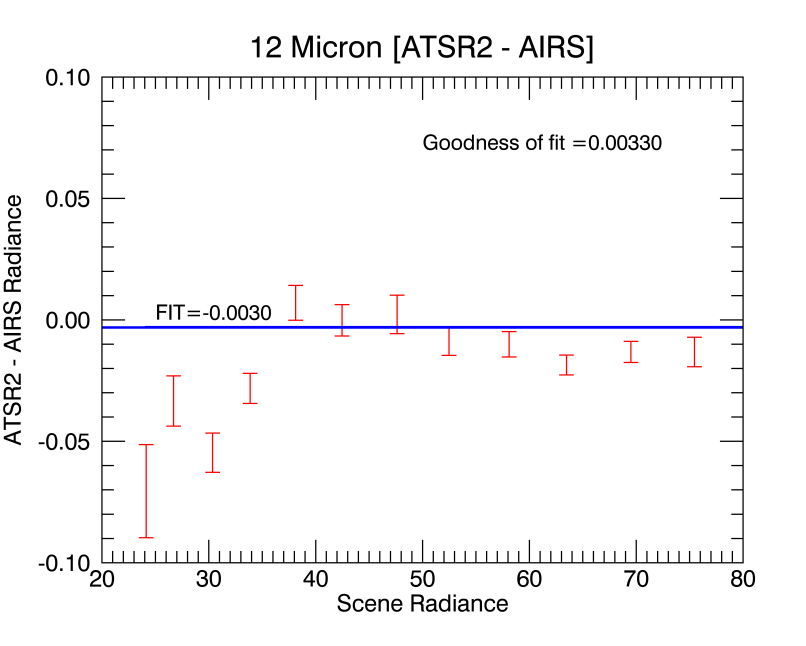 12 Micron [ATSR2 - AIRS]
0.10
Goodness of fit =0.00330
0.05
FIT=-0.0030
0.00
-0.05
-0.10
ATSR2 - AIRS Radiance
20 30 40 50 60 70 80
Scene Radiance